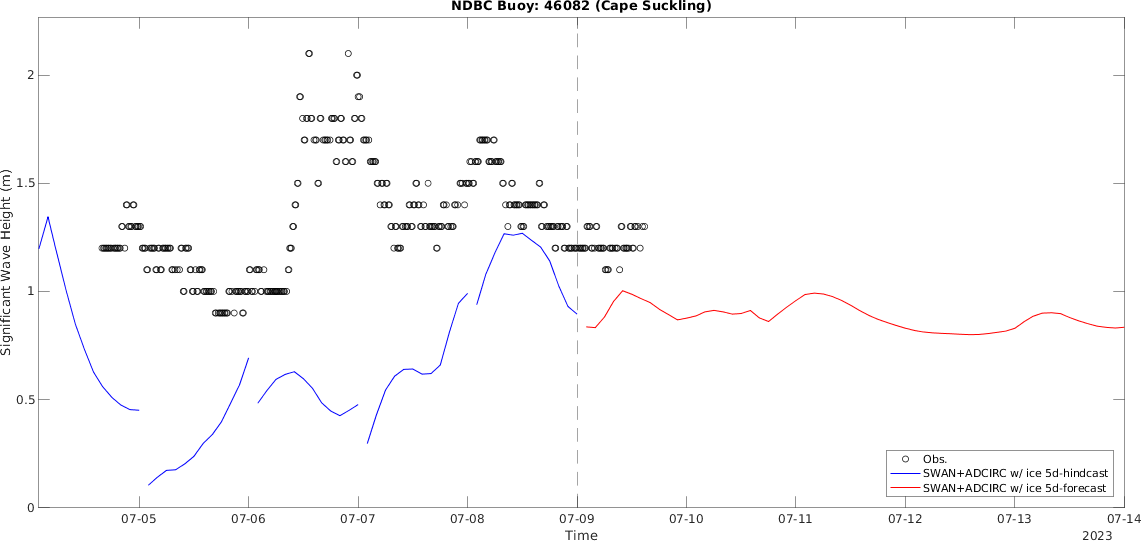 NDBC Buoy: 46082 (Cape Suckling)
Significant Wave Height (m)
2
1.5
1
0.5
0
Obs.
SWAN+ADCIRC w/ ice 5d-hindcast
SWAN+ADCIRC w/ ice 5d-forecast
07-05 07-06 07-07 07-08 07-09 07-10 07-11 07-12 07-13 07-14
Time
2023